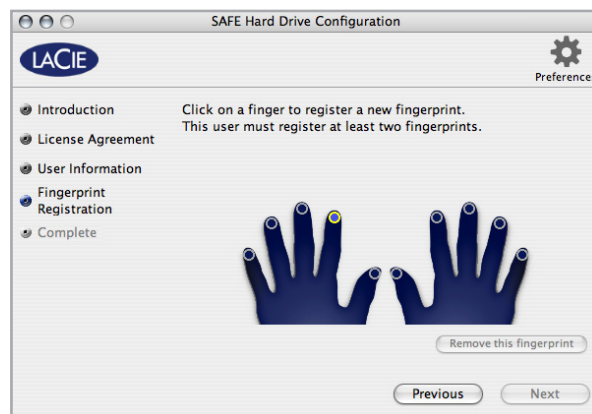 SAFE Hard Drive Configuration
LACIE
Preference
Introduction
License Agreement
User Information
Fingerprint
Registration
Complete
Click on a finger to register a new fingerprint.
This user must register at least two fingerprints.
Remove this fingerprint
Previous
Next